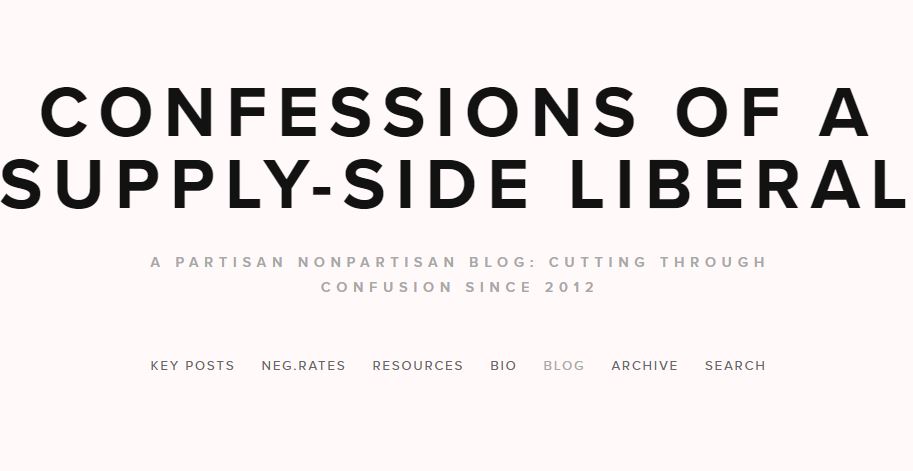 CONFESSIONS OF A
SUPPLY-SIDE LIBERAL
A PARTISAN NONPARTISAN BLOG: CUTTING THROUGH
CONFUSION SINCE 2012
KEY POSTS NEG.RATES RESOURCES BIO BLOG ARCHIVE SEARCH